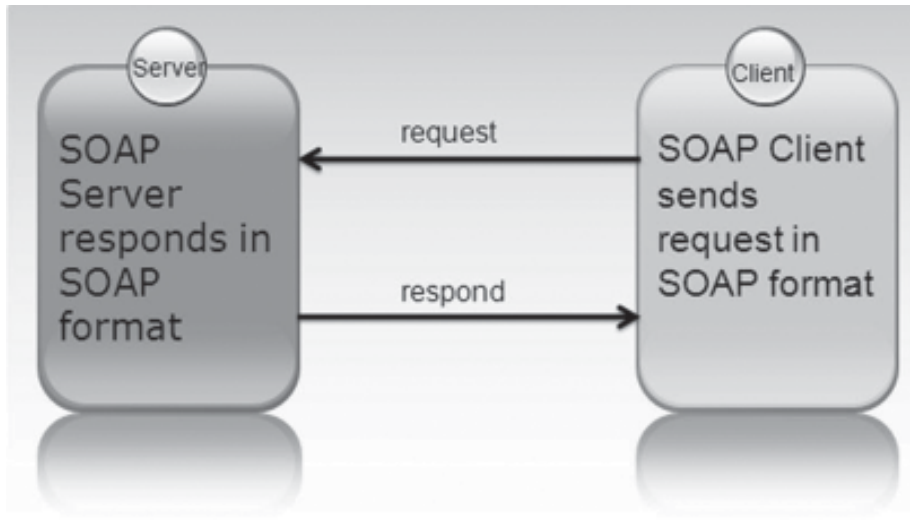 Server
SOAP
Server
responds in
SOAP
format
request
respond
Client
SOAP Client
sends
request in
SOAP format